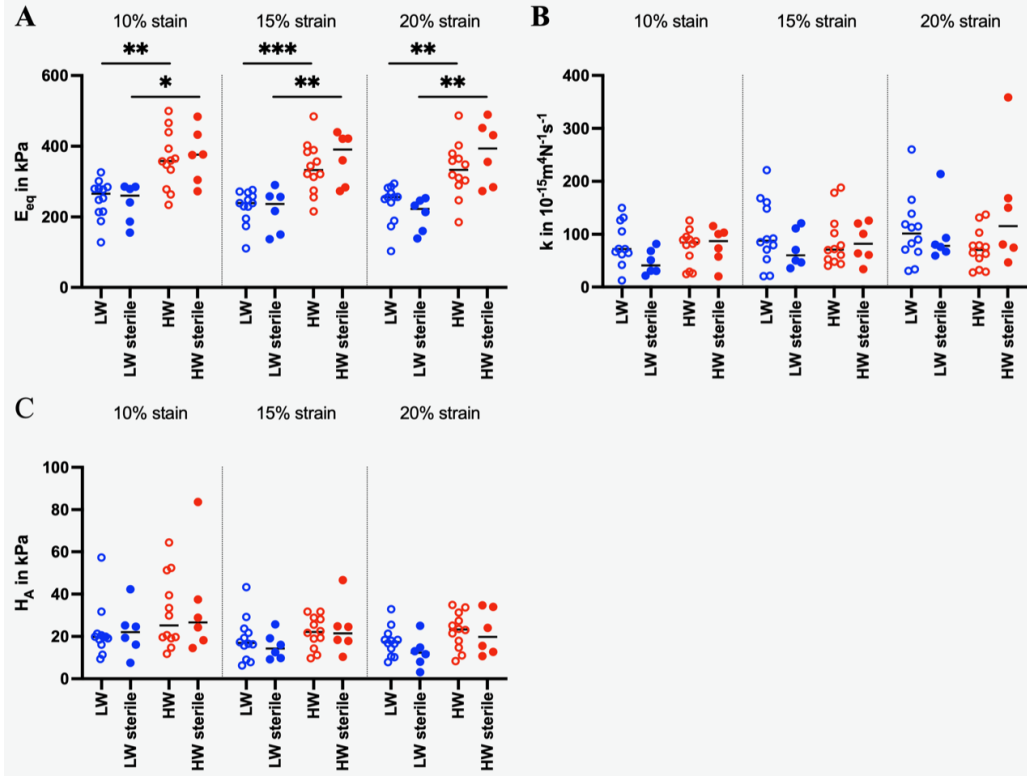 A
10% stain 15% strain 20% strain
** *** **
* ** **
E_eq in kPa
600
400
200
0
LW LW sterile HW HW sterile LW LW sterile HW HW sterile LW LW sterile HW HW sterile
B
10% stain 15% strain 20% strain
k in 10^-15m^4N^-1s^-1
400
300
200
100
0
LW LW sterile HW HW sterile LW LW sterile HW HW sterile LW LW sterile HW HW sterile
C
10% stain 15% strain 20% strain
H_A in kPa
100
80
60
40
20
0
LW LW sterile HW HW sterile LW LW sterile HW HW sterile LW LW sterile HW HW sterile